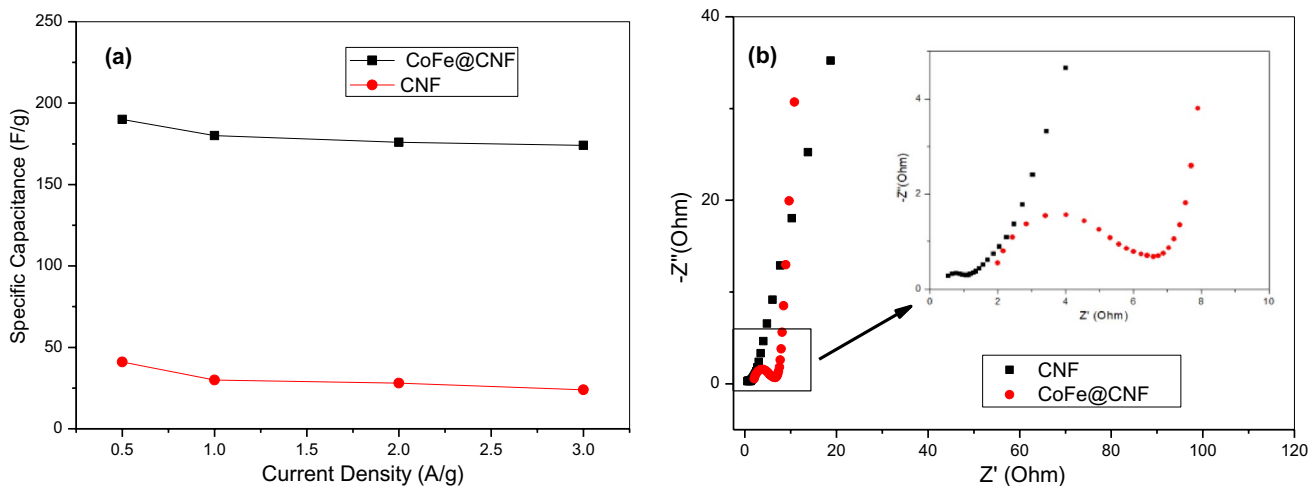 (a)
CoFe@CNF
CNF
250
200
150
100
50
0
0.5
1.0
1.5
2.0
2.5
3.0
Specific Capacitance (F/g)
Current Density (A/g)
(b)
40
20
0
0
20
40
60
80
100
120
-Z"(Ohm)
Z' (Ohm)
4
2
0
0
2
4
6
8
10
-Z"(Ohm)
Z' (Ohm)
CNF
CoFe@CNF